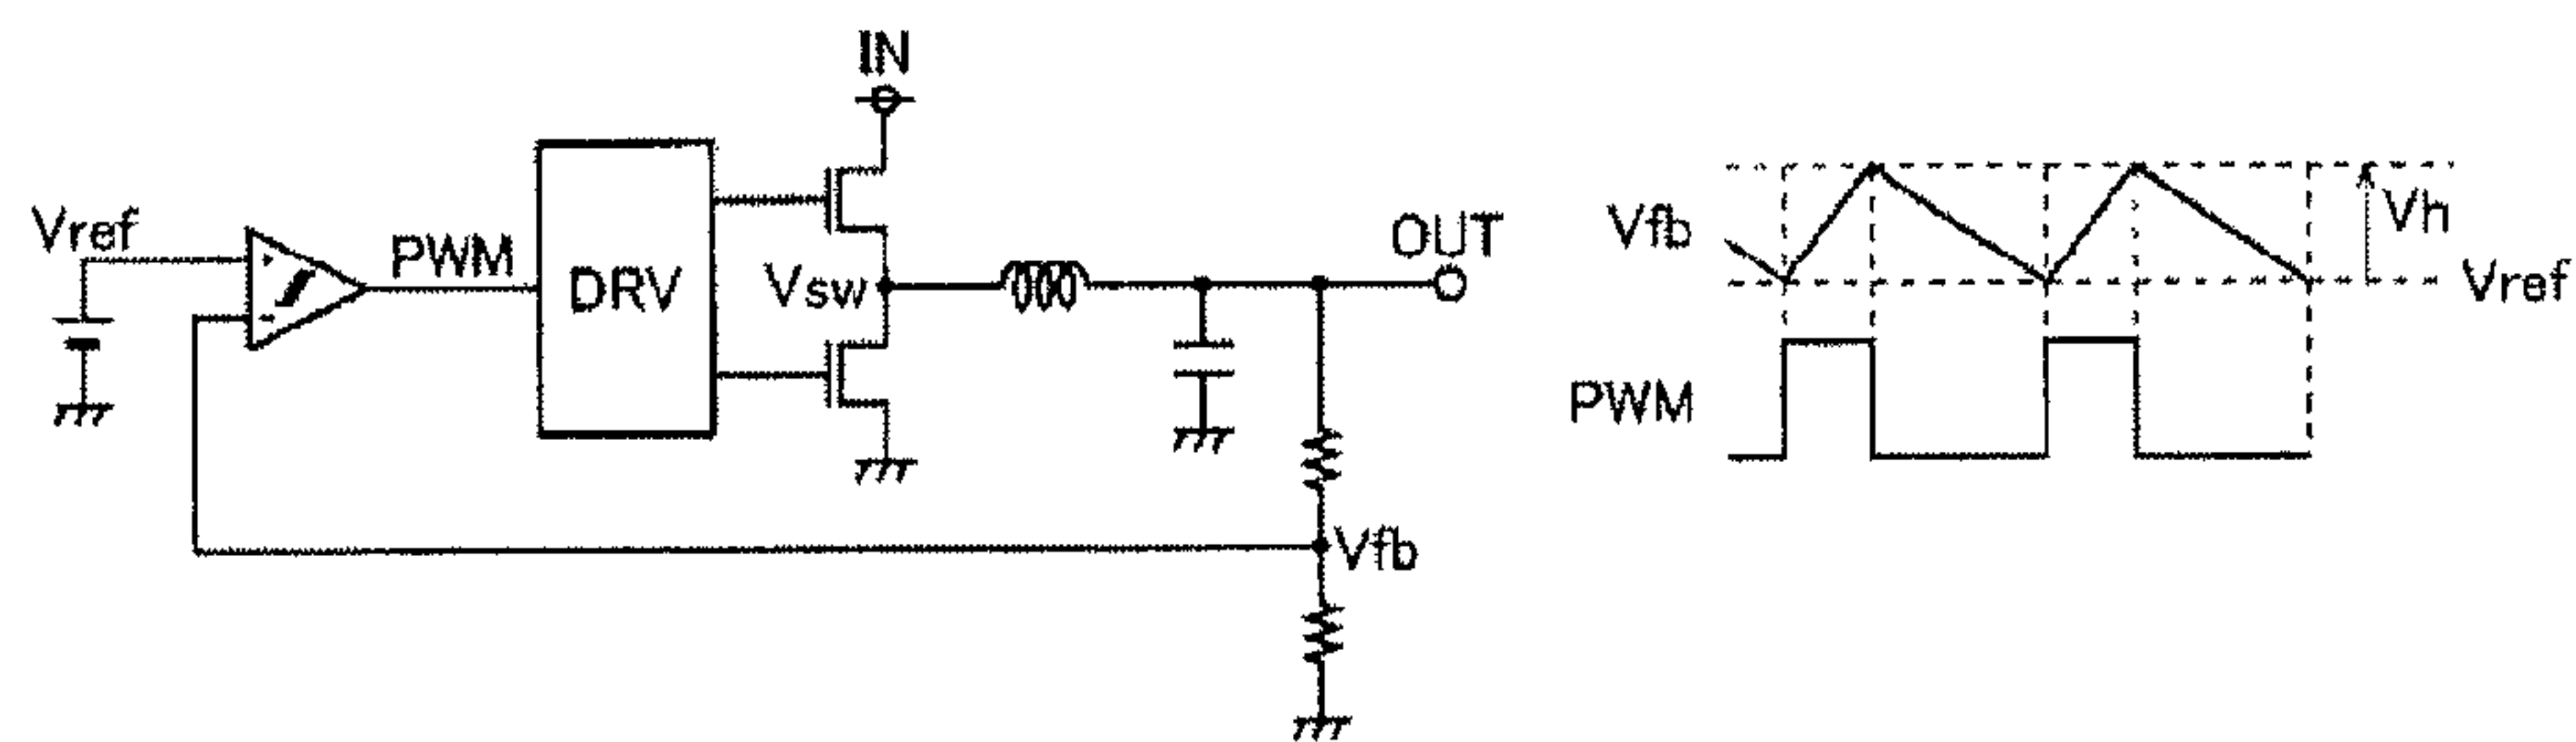 IN
Vref
PWM
DRV
Vsw
OUT
Vfb
+
-
Vfb
Vh
Vref
PWM